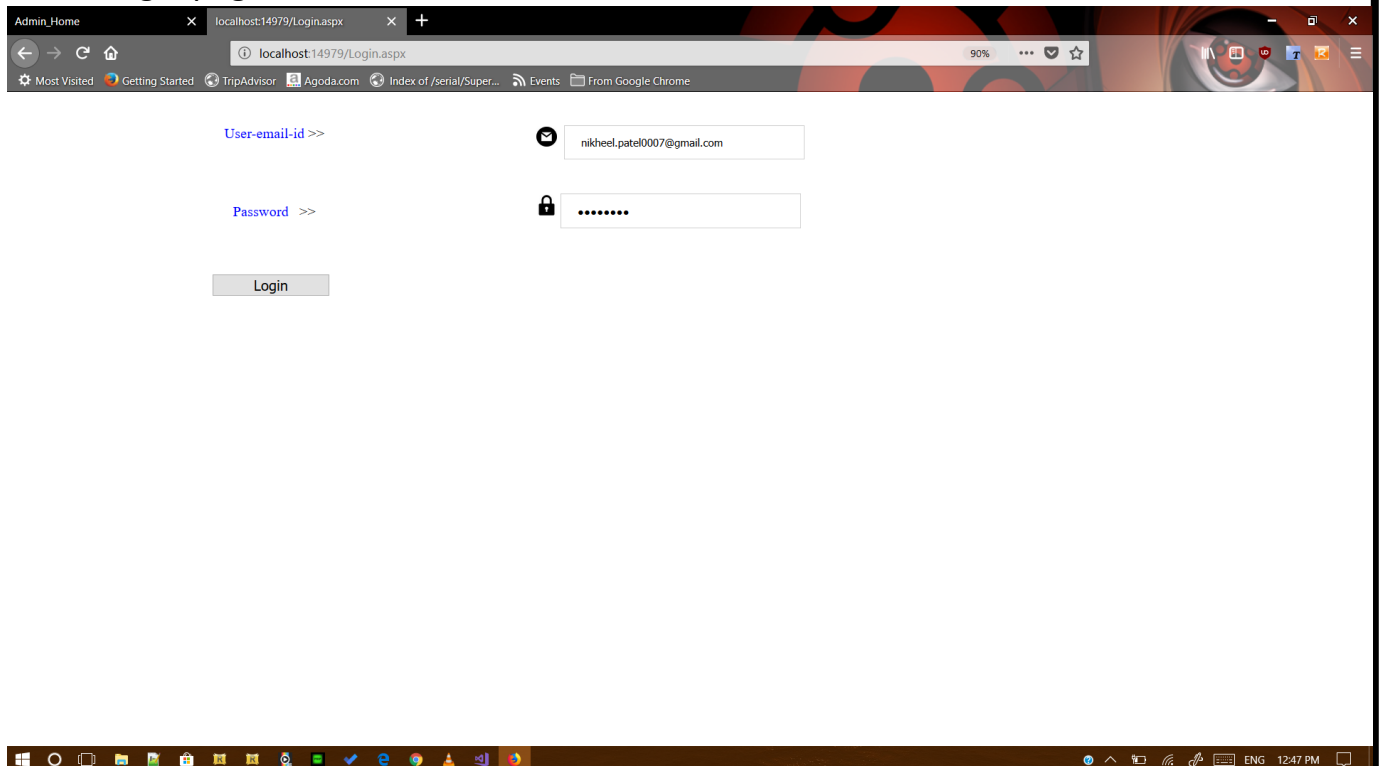 Admin_Home localhost:14979/Login.aspx
localhost:14979/Login.aspx 90%
Most Visited Getting Started TripAdvisor Agoda.com Index of /serial/Super... Events From Google Chrome
User-email-id >> nikheel.patel0007@gmail.com
Password >> ••••••••
Login
ENG 12:47 PM